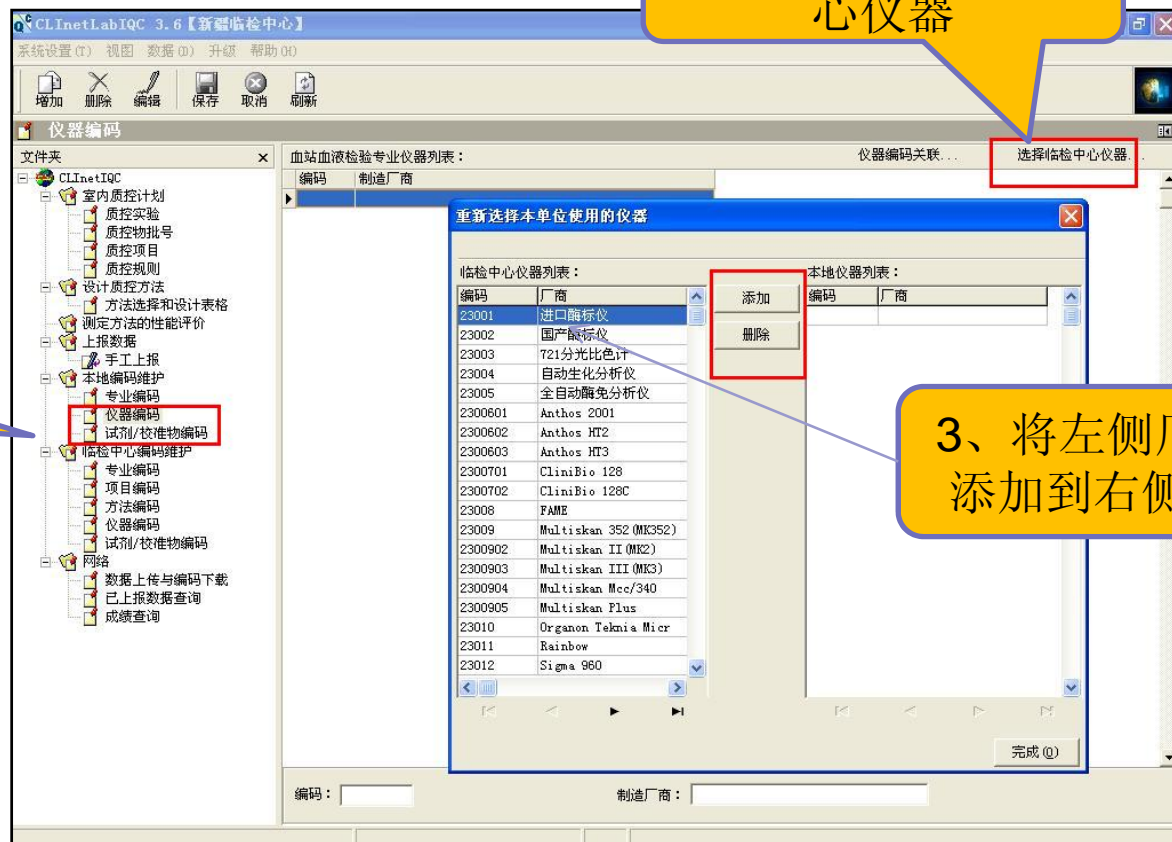 心仪器
CLInetLabIQC 3.6【新疆临检中心】
系统设置(T) 视图 数据(D) 升级 帮助(H)
增加 删除 编辑 保存 取消 刷新
仪器编码
文件夹 ×
血站血液检验专业仪器列表：
仪器编码关联...
选择临检中心仪器...
编码 制造厂商
CLInetIQC
室内质控计划
质控实验
质控物批号
质控项目
质控规则
设计质控方法
方法选择和设计表格
测定方法的性能评价
上报数据
手工上报
本地编码维护
专业编码
仪器编码
试剂/校准物编码
临检中心编码维护
专业编码
项目编码
方法编码
仪器编码
试剂/校准物编码
网络
数据上传与编码下载
已上报数据查询
成绩查询
重新选择本单位使用的仪器
临检中心仪器列表：
编码 厂商
23001 进口酶标仪
23002 国产酶标仪
23003 721分光比色计
23004 自动生化分析仪
23005 全自动酶免分析仪
2300601 Anthos 2001
2300602 Anthos HT2
2300603 Anthos HT3
2300701 CliniBio 128
2300702 CliniBio 128C
23008 FAME
23009 Multiskan 352(MK352)
2300902 Multiskan II(MK2)
2300903 Multiskan III(MK3)
2300904 Multiskan Mcc/340
2300905 Multiskan Plus
23010 Organon Teknia Micr
23011 Rainbow
23012 Sigma 960
添加
删除
本地仪器列表：
编码 厂商
完成(Q)
3、将左侧
添加到右侧
编码：
制造厂商：